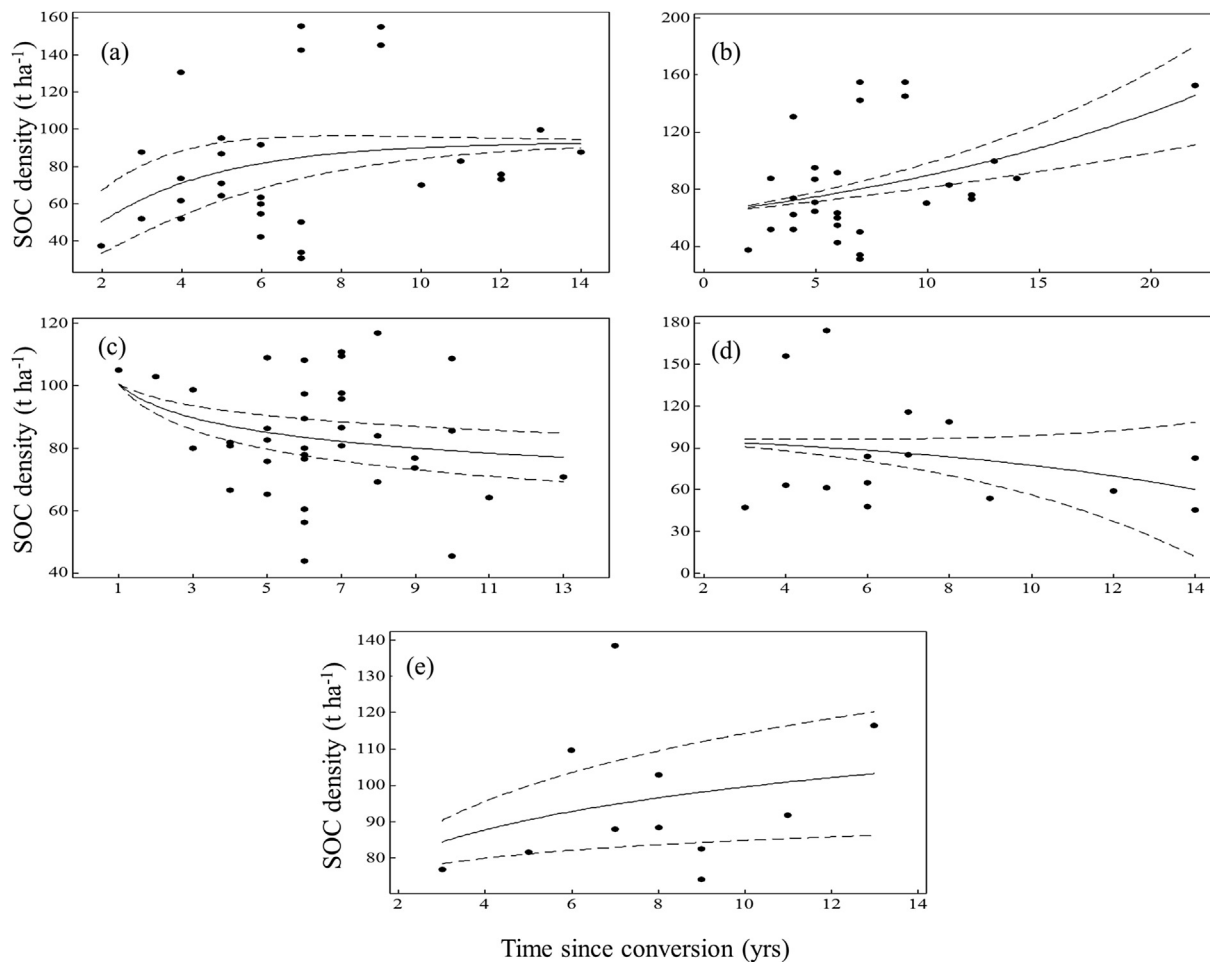 (a)
SOC density (t ha-1)
160
140
120
100
80
60
40
2 4 6 8 10 12 14
(b)
200
160
120
80
40
0 5 10 15 20
(c)
SOC density (t ha-1)
120
100
80
60
40
1 3 5 7 9 11 13
(d)
180
150
120
90
60
30
0
2 4 6 8 10 12 14
(e)
SOC density (t ha-1)
140
130
120
110
100
90
80
2 4 6 8 10 12 14
Time since conversion (yrs)